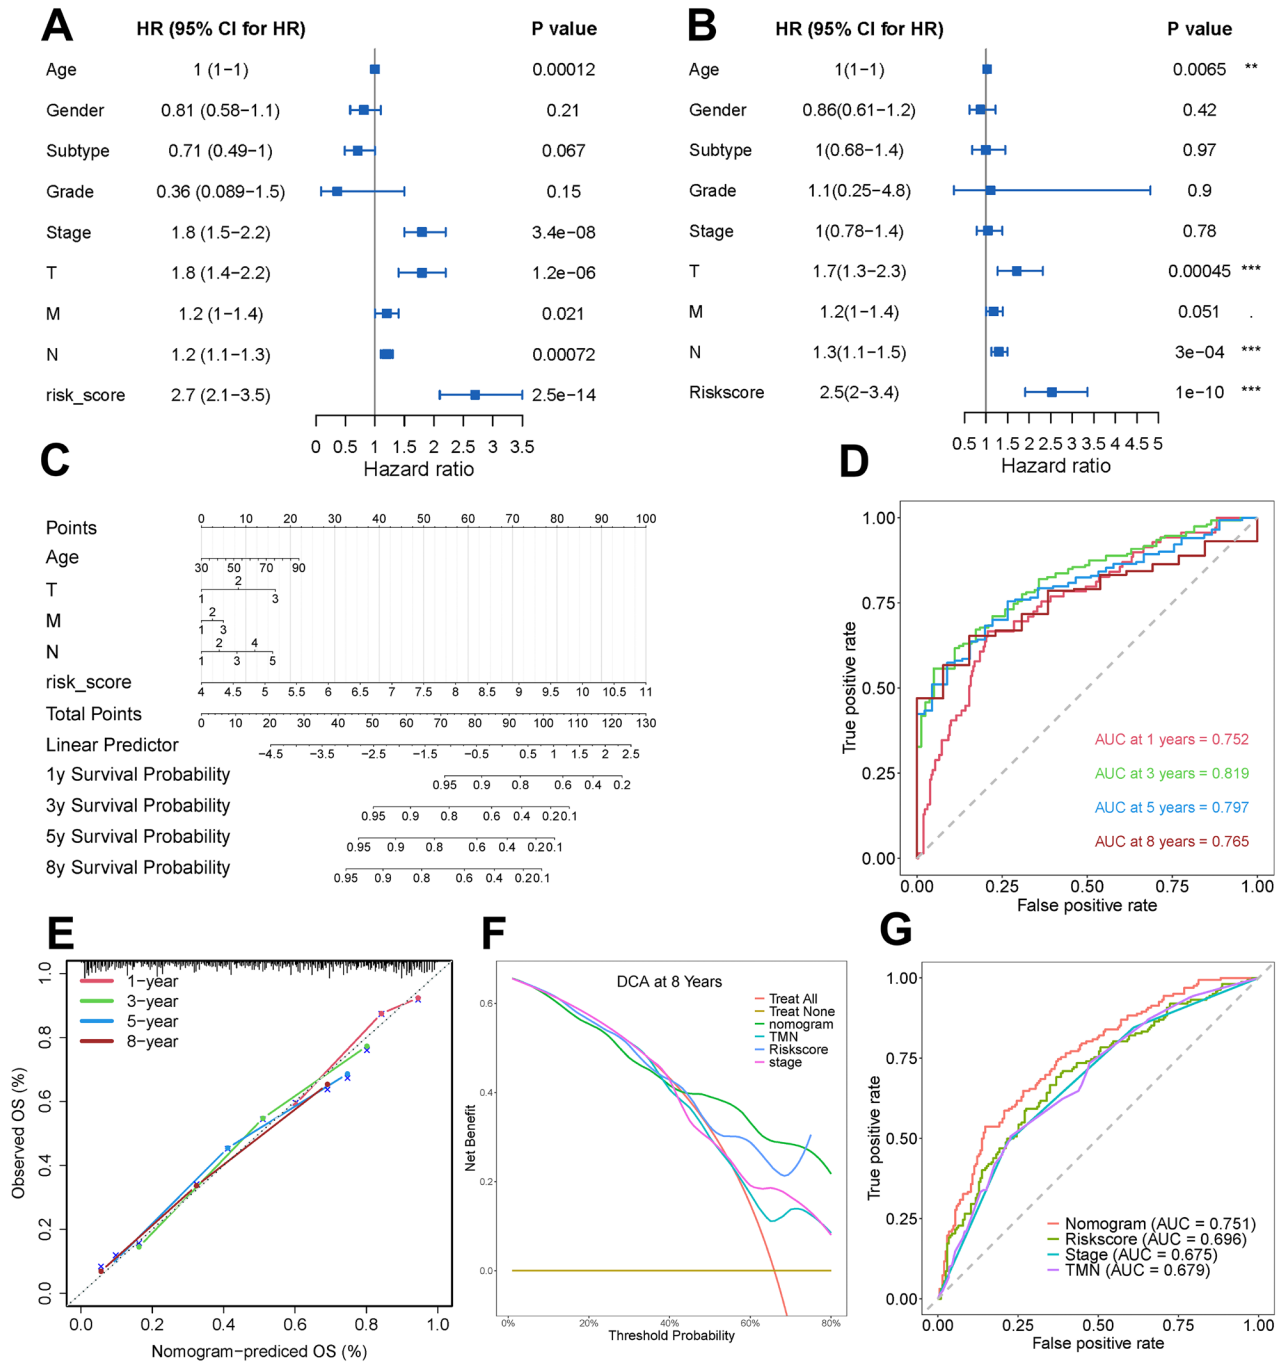 A
HR (95% CI for HR)
P value
Age 1 (1−1) 0.00012
Gender 0.81 (0.58−1.1) 0.21
Subtype 0.71 (0.49−1) 0.067
Grade 0.36 (0.089−1.5) 0.15
Stage 1.8 (1.5−2.2) 3.4e−08
T 1.8 (1.4−2.2) 1.2e−06
M 1.2 (1−1.4) 0.021
N 1.2 (1.1−1.3) 0.00072
risk_score 2.7 (2.1−3.5) 2.5e−14
0 0.5 1 1.5 2 2.5 3 3.5
Hazard ratio
B
HR (95% CI for HR)
P value
Age 1(1−1) 0.0065 **
Gender 0.86(0.61−1.2) 0.42
Subtype 1(0.68−1.4) 0.97
Grade 1.1(0.25−4.8) 0.9
Stage 1(0.78−1.4) 0.78
T 1.7(1.3−2.3) 0.00045 ***
M 1.2(1−1.4) 0.051 .
N 1.3(1.1−1.5) 3e−04 ***
Riskscore 2.5(2−3.4) 1e−10 ***
0.5 1 1.5 2 2.5 3 3.5 4 4.5 5
Hazard ratio
C
Points 0 10 20 30 40 50 60 70 80 90 100
Age
30 50 70 90
T
2
1 3
M
2
1 3
N
2 4
1 3 5
risk_score
4 4.5 5 5.5 6 6.5 7 7.5 8 8.5 9 9.5 10 10.5 11
Total Points
0 10 20 30 40 50 60 70 80 90 100 110 120 130
Linear Predictor
−4.5 −3.5 −2.5 −1.5 −0.5 0.5 1 1.5 2 2.5
1y Survival Probability
0.95 0.9 0.8 0.6 0.4 0.2
3y Survival Probability
0.95 0.9 0.8 0.6 0.4 0.20.1
5y Survival Probability
0.95 0.9 0.8 0.6 0.4 0.20.1
8y Survival Probability
0.95 0.9 0.8 0.6 0.4 0.20.1
D
True positive rate
1.00
0.75
0.50
0.25
0.00
AUC at 1 years = 0.752
AUC at 3 years = 0.819
AUC at 5 years = 0.797
AUC at 8 years = 0.765
0.00 0.25 0.50 0.75 1.00
False positive rate
E
Observed OS (%)
1.0
0.8
0.6
0.4
0.2
0.0
1−year
3−year
5−year
8−year
0.0 0.2 0.4 0.6 0.8 1.0
Nomogram−prediced OS (%)
F
DCA at 8 Years
Net Benefit
0.6
0.4
0.2
0.0
Treat All
Treat None
nomogram
TMN
Riskscore
stage
0% 20% 40% 60% 80%
Threshold Probability
G
True positive rate
1.00
0.75
0.50
0.25
0.00
Nomogram (AUC = 0.751)
Riskscore (AUC = 0.696)
Stage (AUC = 0.675)
TMN (AUC = 0.679)
0.00 0.25 0.50 0.75 1.00
False positive rate